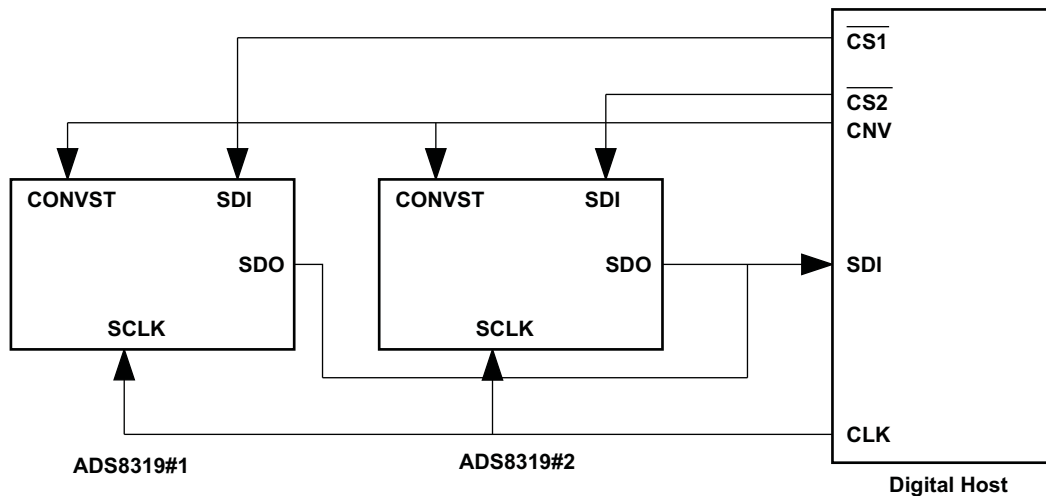 CS1
CS2
CNV
CONVST SDI
CONVST SDI
SDO
SDO
SDI
SCLK
SCLK
CLK
ADS8319#1
ADS8319#2
Digital Host